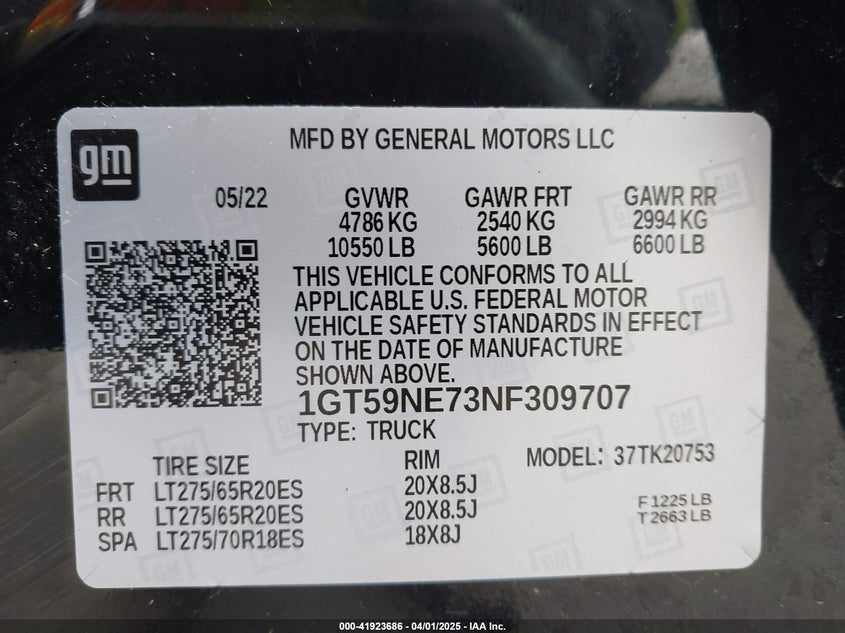 gm
MFD BY GENERAL MOTORS LLC
05/22 GVWR GAWR FRT GAWR RR
4786 KG 2540 KG 2994 KG
10550 LB 5600 LB 6600 LB
THIS VEHICLE CONFORMS TO ALL
APPLICABLE U.S. FEDERAL MOTOR
VEHICLE SAFETY STANDARDS IN EFFECT
ON THE DATE OF MANUFACTURE
SHOWN ABOVE.
1GT59NE73NF309707
TYPE: TRUCK
TIRE SIZE RIM MODEL: 37TK20753
FRT LT275/65R20ES 20X8.5J
RR LT275/65R20ES 20X8.5J
SPA LT275/70R18ES 18X8J
F 1225 LB
T 2663 LB
000-41923686 - 04/01/2025 - IAA Inc.